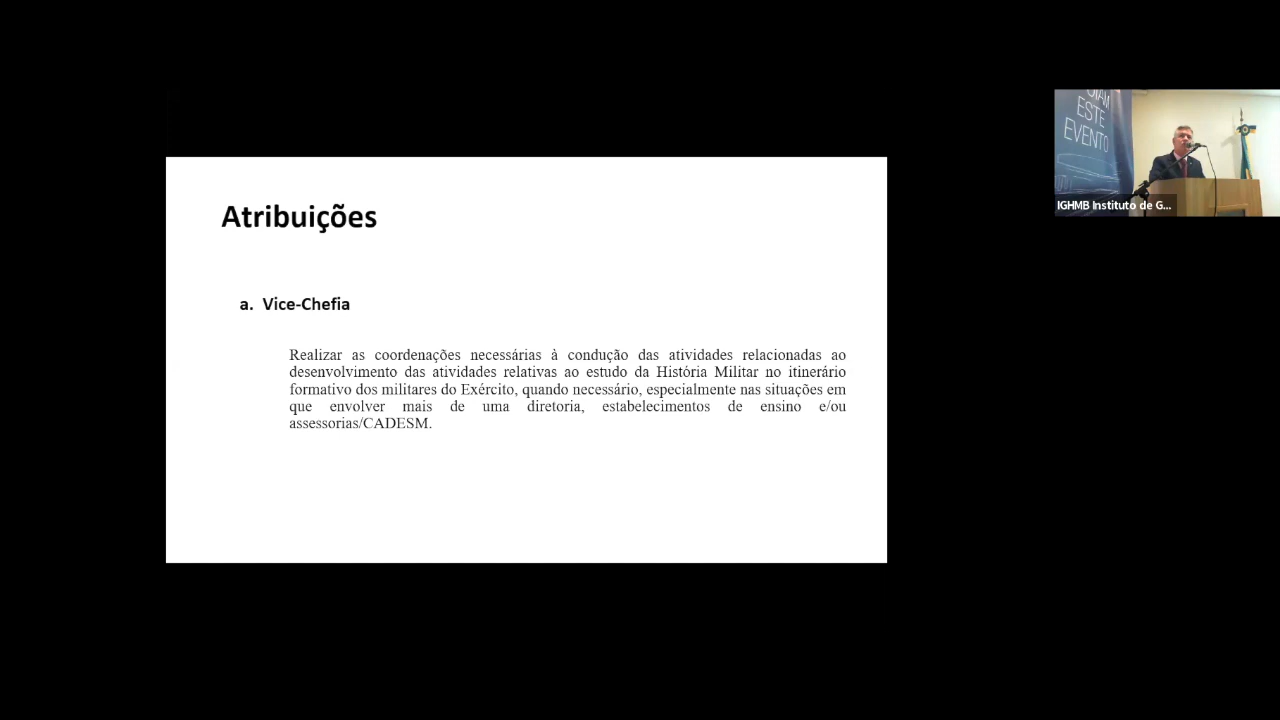 Atribuições
a. Vice-Chefia
Realizar as coordenações necessárias à condução das atividades relacionadas ao
desenvolvimento das atividades relativas ao estudo da História Militar no itinerário
formativo dos militares do Exército, quando necessário, especialmente nas situações em
que envolver mais de uma diretoria, estabelecimentos de ensino e/ou
assessorias/CADESM.
ESTE
EVENTO
IGHMB Instituto de G...